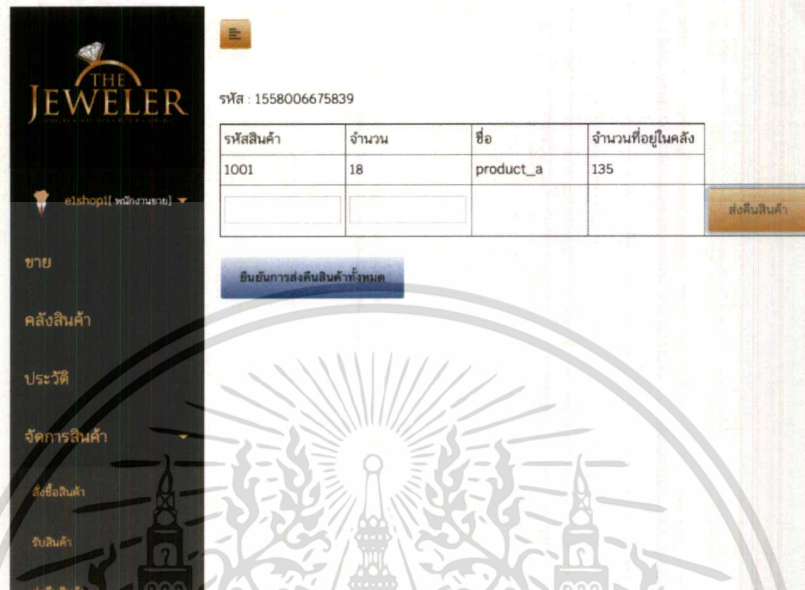 THE
JEWELER
e1shop1[ พนักงานขาย]
ขาย
คลังสินค้า
ประวัติ
จัดการสินค้า
สั่งซื้อสินค้า
รับสินค้า
รหัส : 1558006675839
รหัสสินค้า จำนวน ชื่อ จำนวนที่อยู่ในคลัง
1001 18 product_a 135
ส่งคืนสินค้า
ยืนยันการส่งคืนสินค้าทั้งหมด